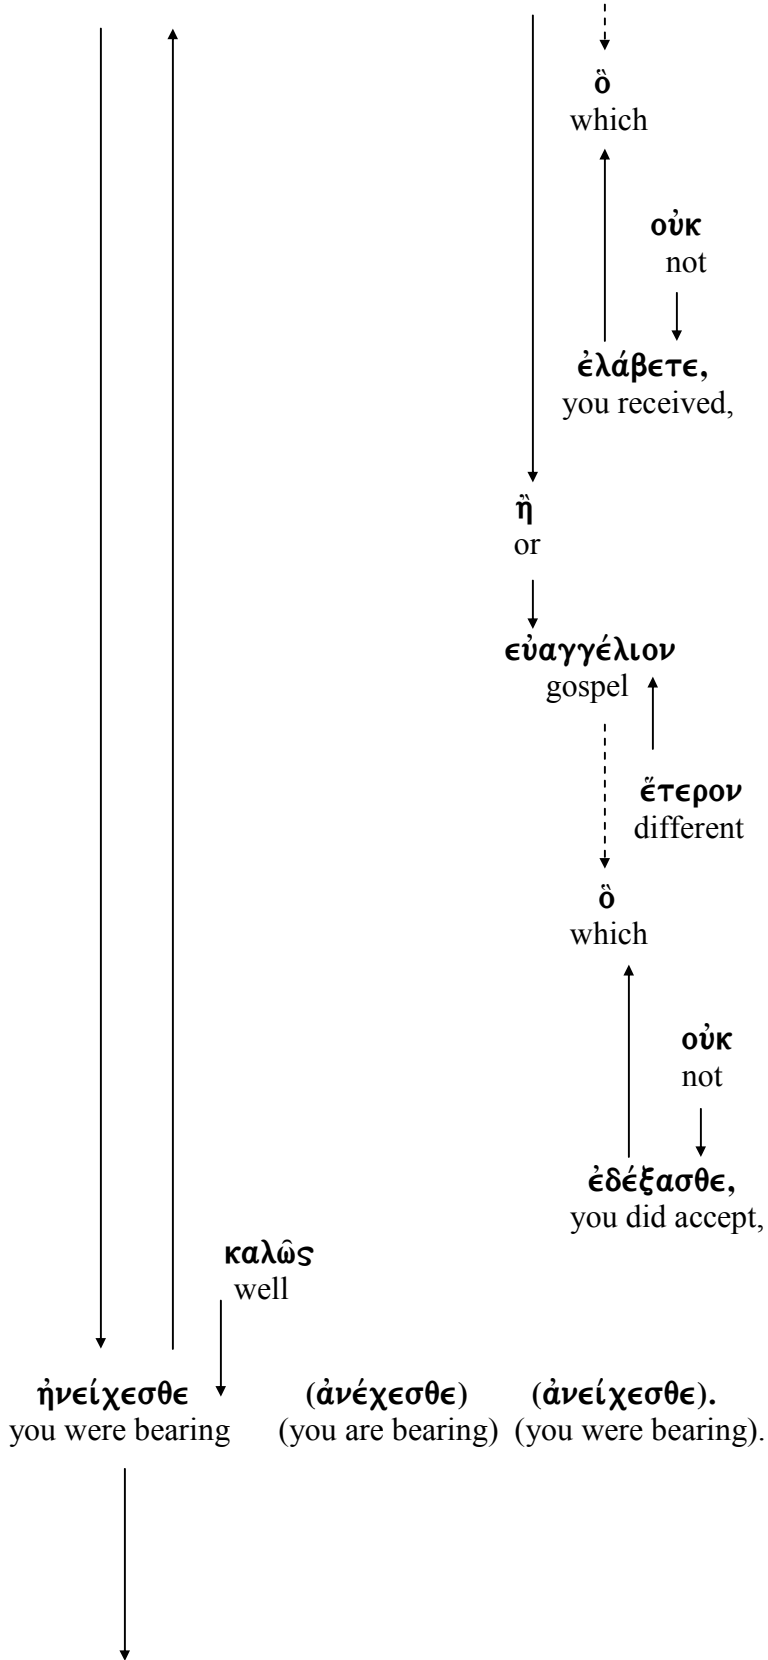 ὃ
which
οὐκ
not
ἐλάβετε,
you received,
ἢ
or
εὐαγγέλιον
gospel
ἕτερον
different
ὃ
which
οὐκ
not
ἐδέξασθε,
you did accept,
καλῶς
well
ἠνείχεσθε (ἀνέχεσθε) (ἀνείχεσθε).
you were bearing (you are bearing) (you were bearing).